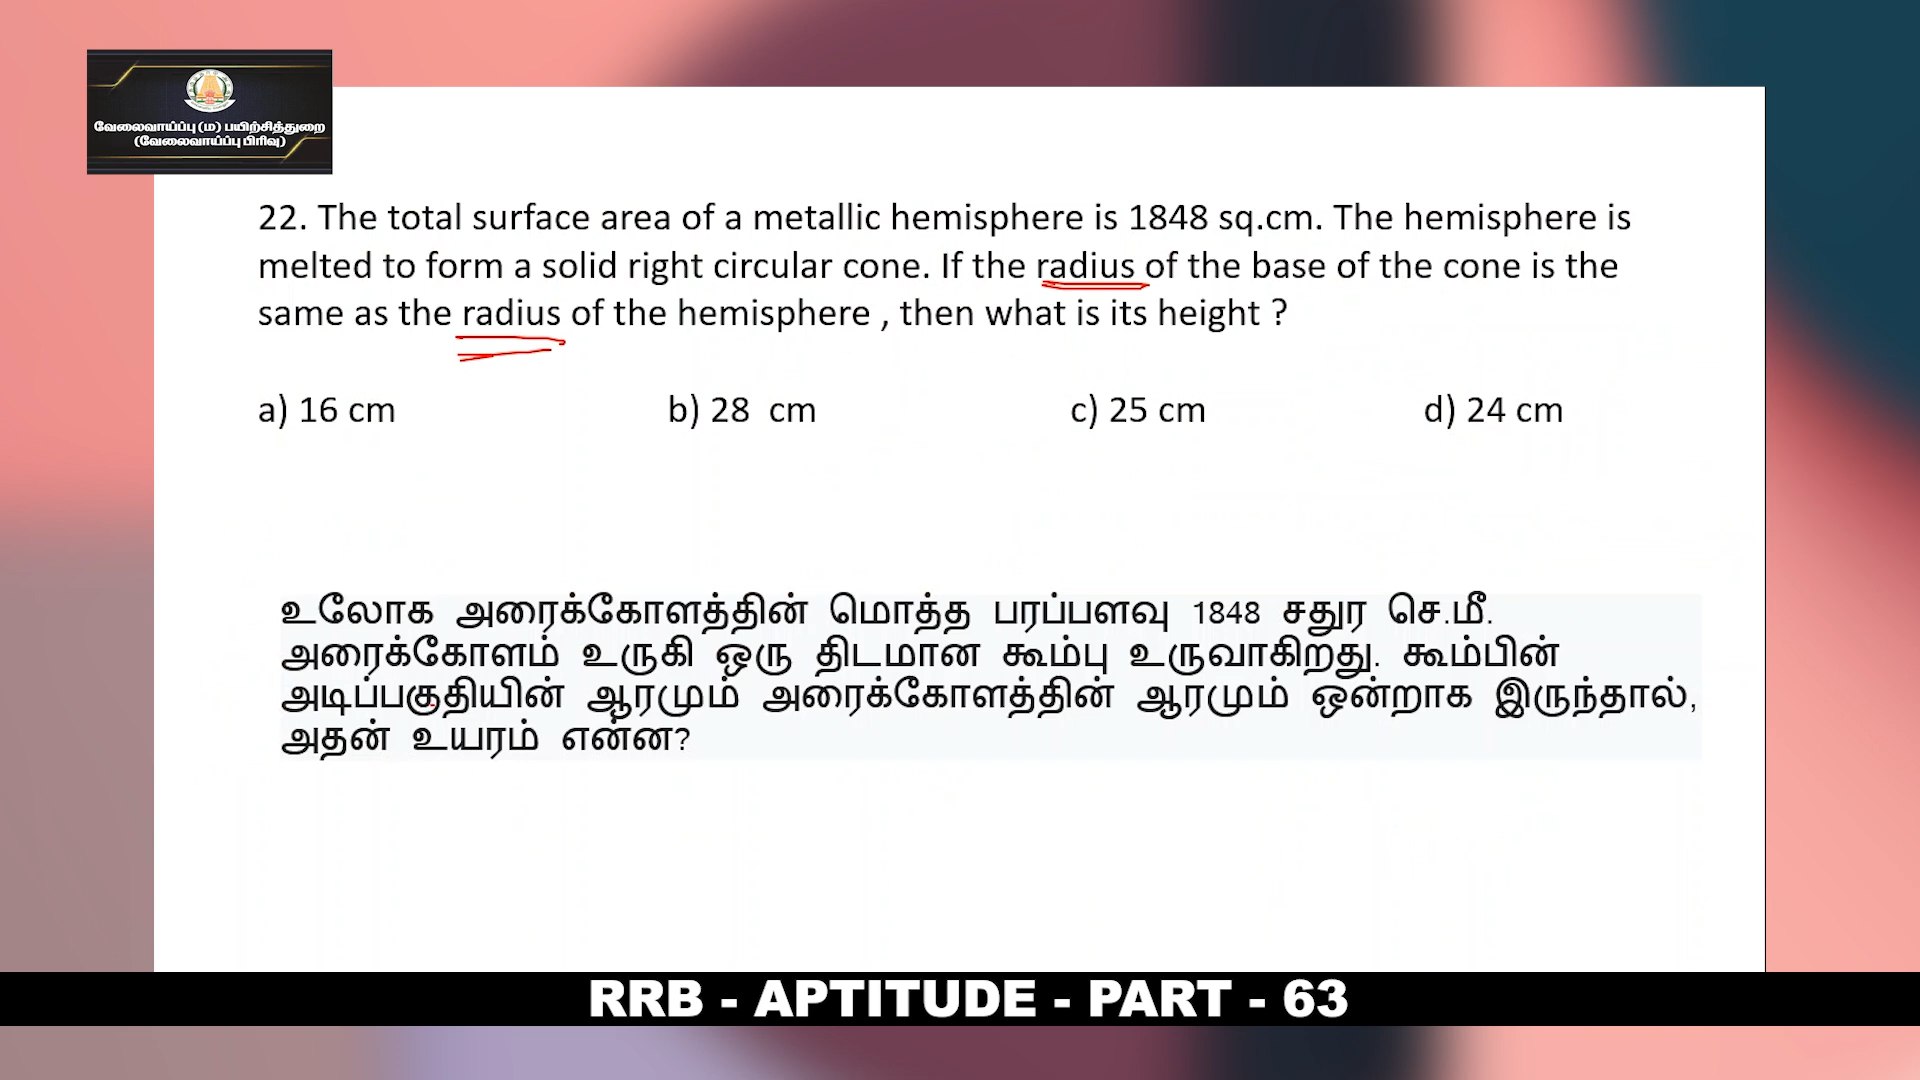 வேலைவாய்ப்பு (ம) பயிற்சித்துறை
(வேலைவாய்ப்பு பிரிவு)
22. The total surface area of a metallic hemisphere is 1848 sq.cm. The hemisphere is
melted to form a solid right circular cone. If the radius of the base of the cone is the
same as the radius of the hemisphere , then what is its height ?
a) 16 cm b) 28 cm c) 25 cm d) 24 cm
உலோக அரைக்கோளத்தின் மொத்த பரப்பளவு 1848 சதுர செ.மீ.
அரைக்கோளம் உருகி ஒரு திடமான கூம்பு உருவாகிறது. கூம்பின்
அடிப்பகுதியின் ஆரமும் அரைக்கோளத்தின் ஆரமும் ஒன்றாக இருந்தால்,
அதன் உயரம் என்ன?
RRB - APTITUDE - PART - 63